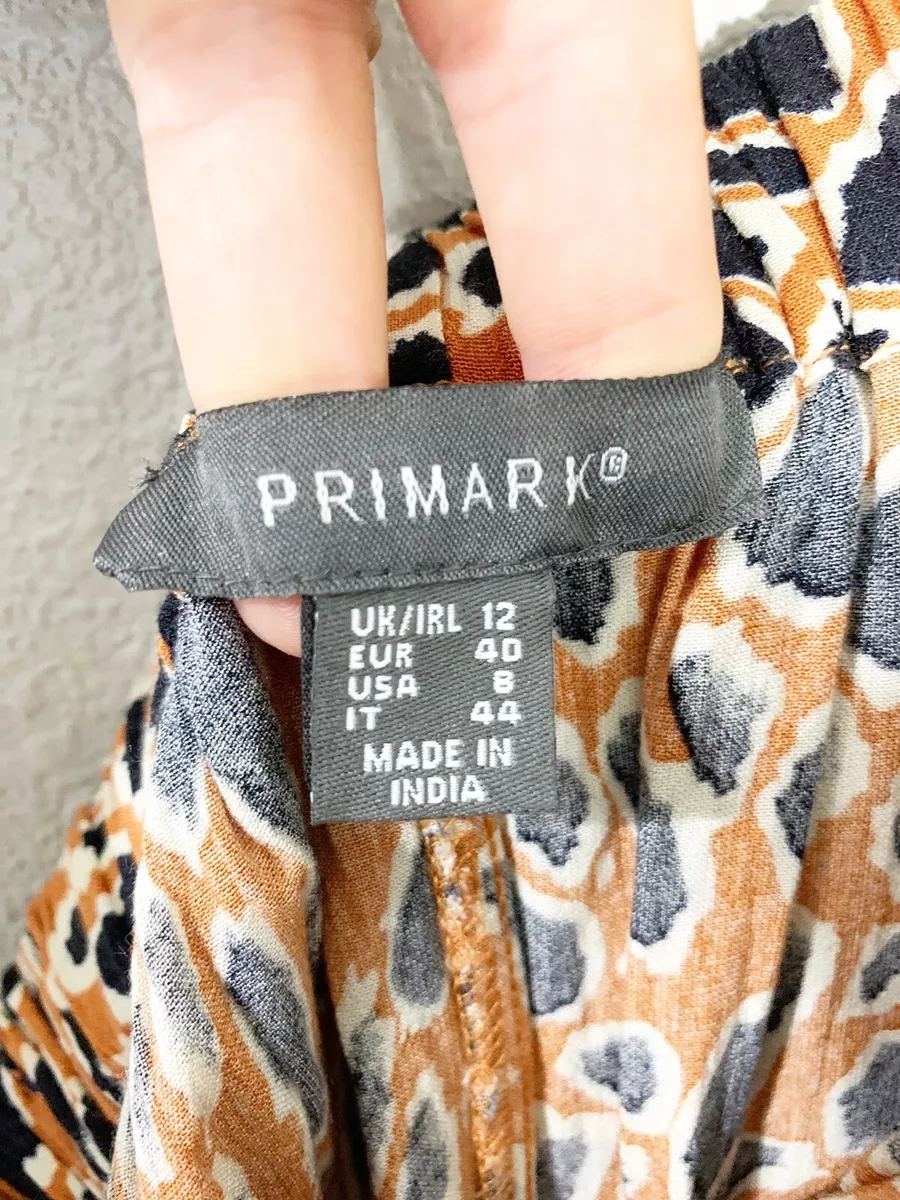 PRIMARK®
UK/IRL 12
EUR 40
USA 8
IT 44
MADE IN
INDIA